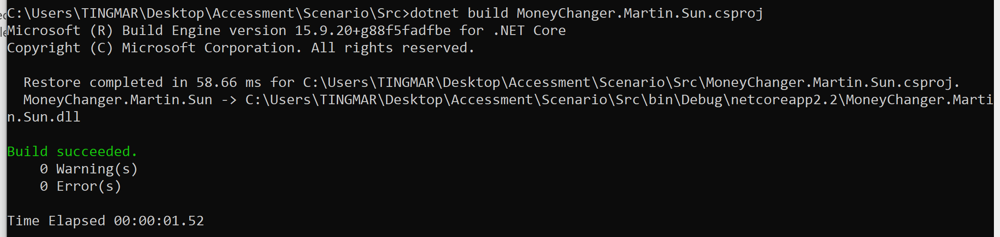 C:\Users\TINGMAR\Desktop\Accessment\Scenario\Src>dotnet build MoneyChanger.Martin.Sun.csproj
Microsoft (R) Build Engine version 15.9.20+g88f5fadfbe for .NET Core
Copyright (C) Microsoft Corporation. All rights reserved.
Restore completed in 58.66 ms for C:\Users\TINGMAR\Desktop\Accessment\Scenario\Src\MoneyChanger.Martin.Sun.csproj.
MoneyChanger.Martin.Sun -> C:\Users\TINGMAR\Desktop\Accessment\Scenario\Src\bin\Debug\netcoreapp2.2\MoneyChanger.Marti
n.Sun.dll
Build succeeded.
0 Warning(s)
0 Error(s)
Time Elapsed 00:00:01.52